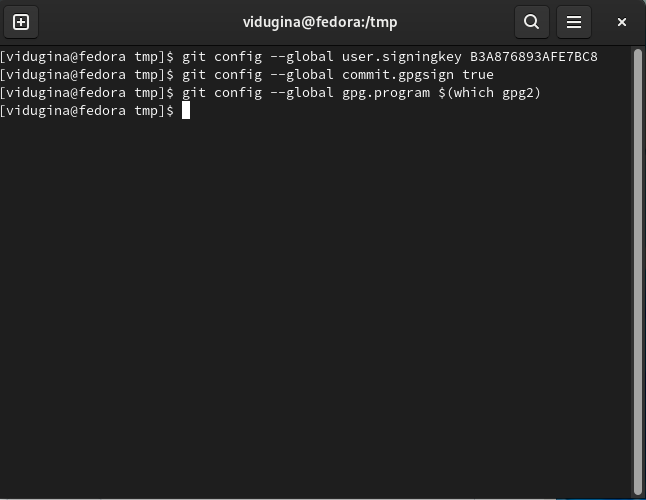 vidugina@fedora:/tmp
[vidugina@fedora tmp]$ git config --global user.signingkey B3A876893AFE7BC8
[vidugina@fedora tmp]$ git config --global commit.gpgsign true
[vidugina@fedora tmp]$ git config --global gpg.program $(which gpg2)
[vidugina@fedora tmp]$